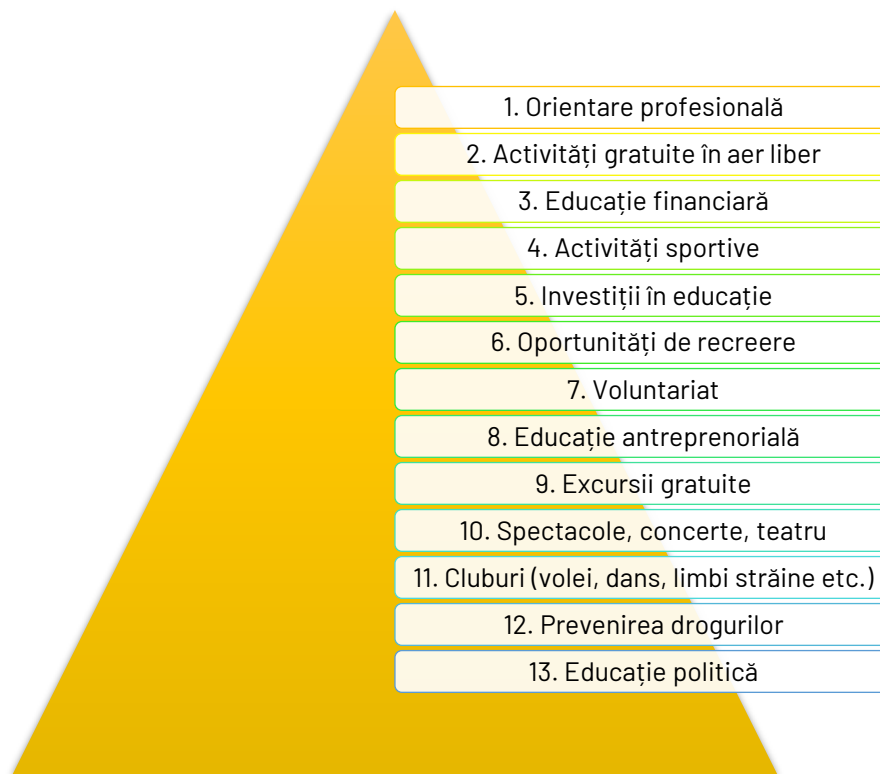 1. Orientare profesională
2. Activități gratuite în aer liber
3. Educație financiară
4. Activități sportive
5. Investiții în educație
6. Oportunități de recreere
7. Voluntariat
8. Educație antreprenorială
9. Excursii gratuite
10. Spectacole, concerte, teatru
11. Cluburi (volei, dans, limbi străine etc.)
12. Prevenirea drogurilor
13. Educație politică